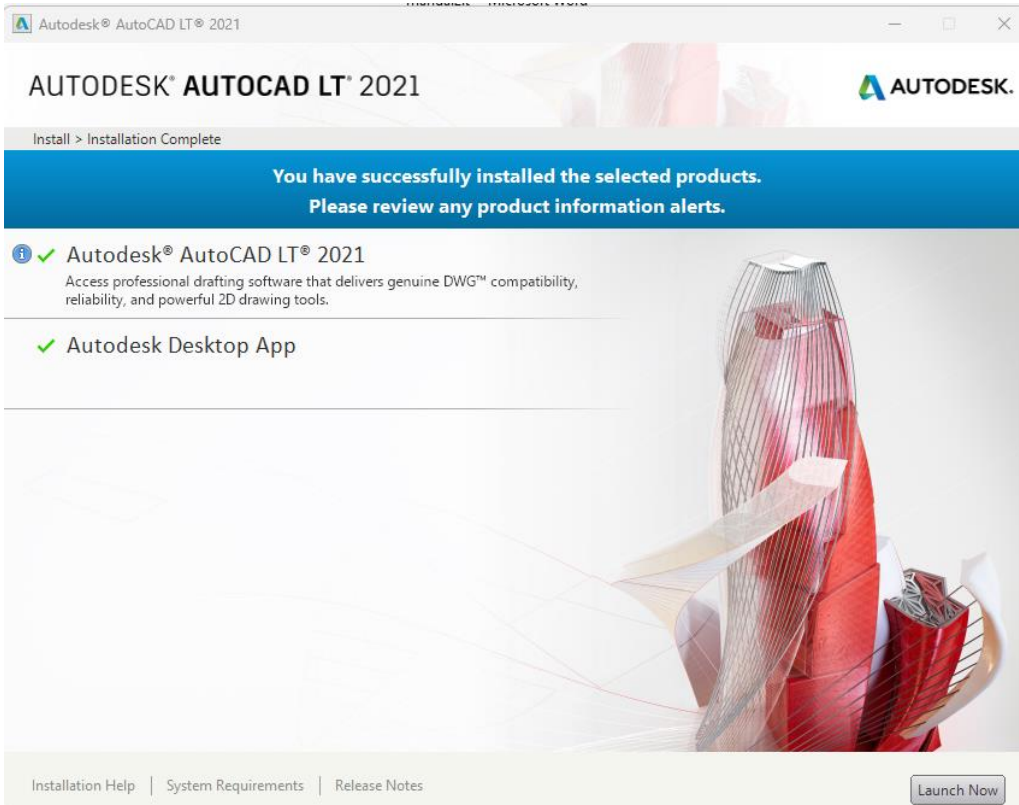 Autodesk® AutoCAD LT® 2021
AUTODESK® AUTOCAD LT® 2021
AUTODESK.
Install > Installation Complete
You have successfully installed the selected products.
Please review any product information alerts.
Autodesk® AutoCAD LT® 2021
Access professional drafting software that delivers genuine DWG™ compatibility,
reliability, and powerful 2D drawing tools.
Autodesk Desktop App
Installation Help | System Requirements | Release Notes
Launch Now